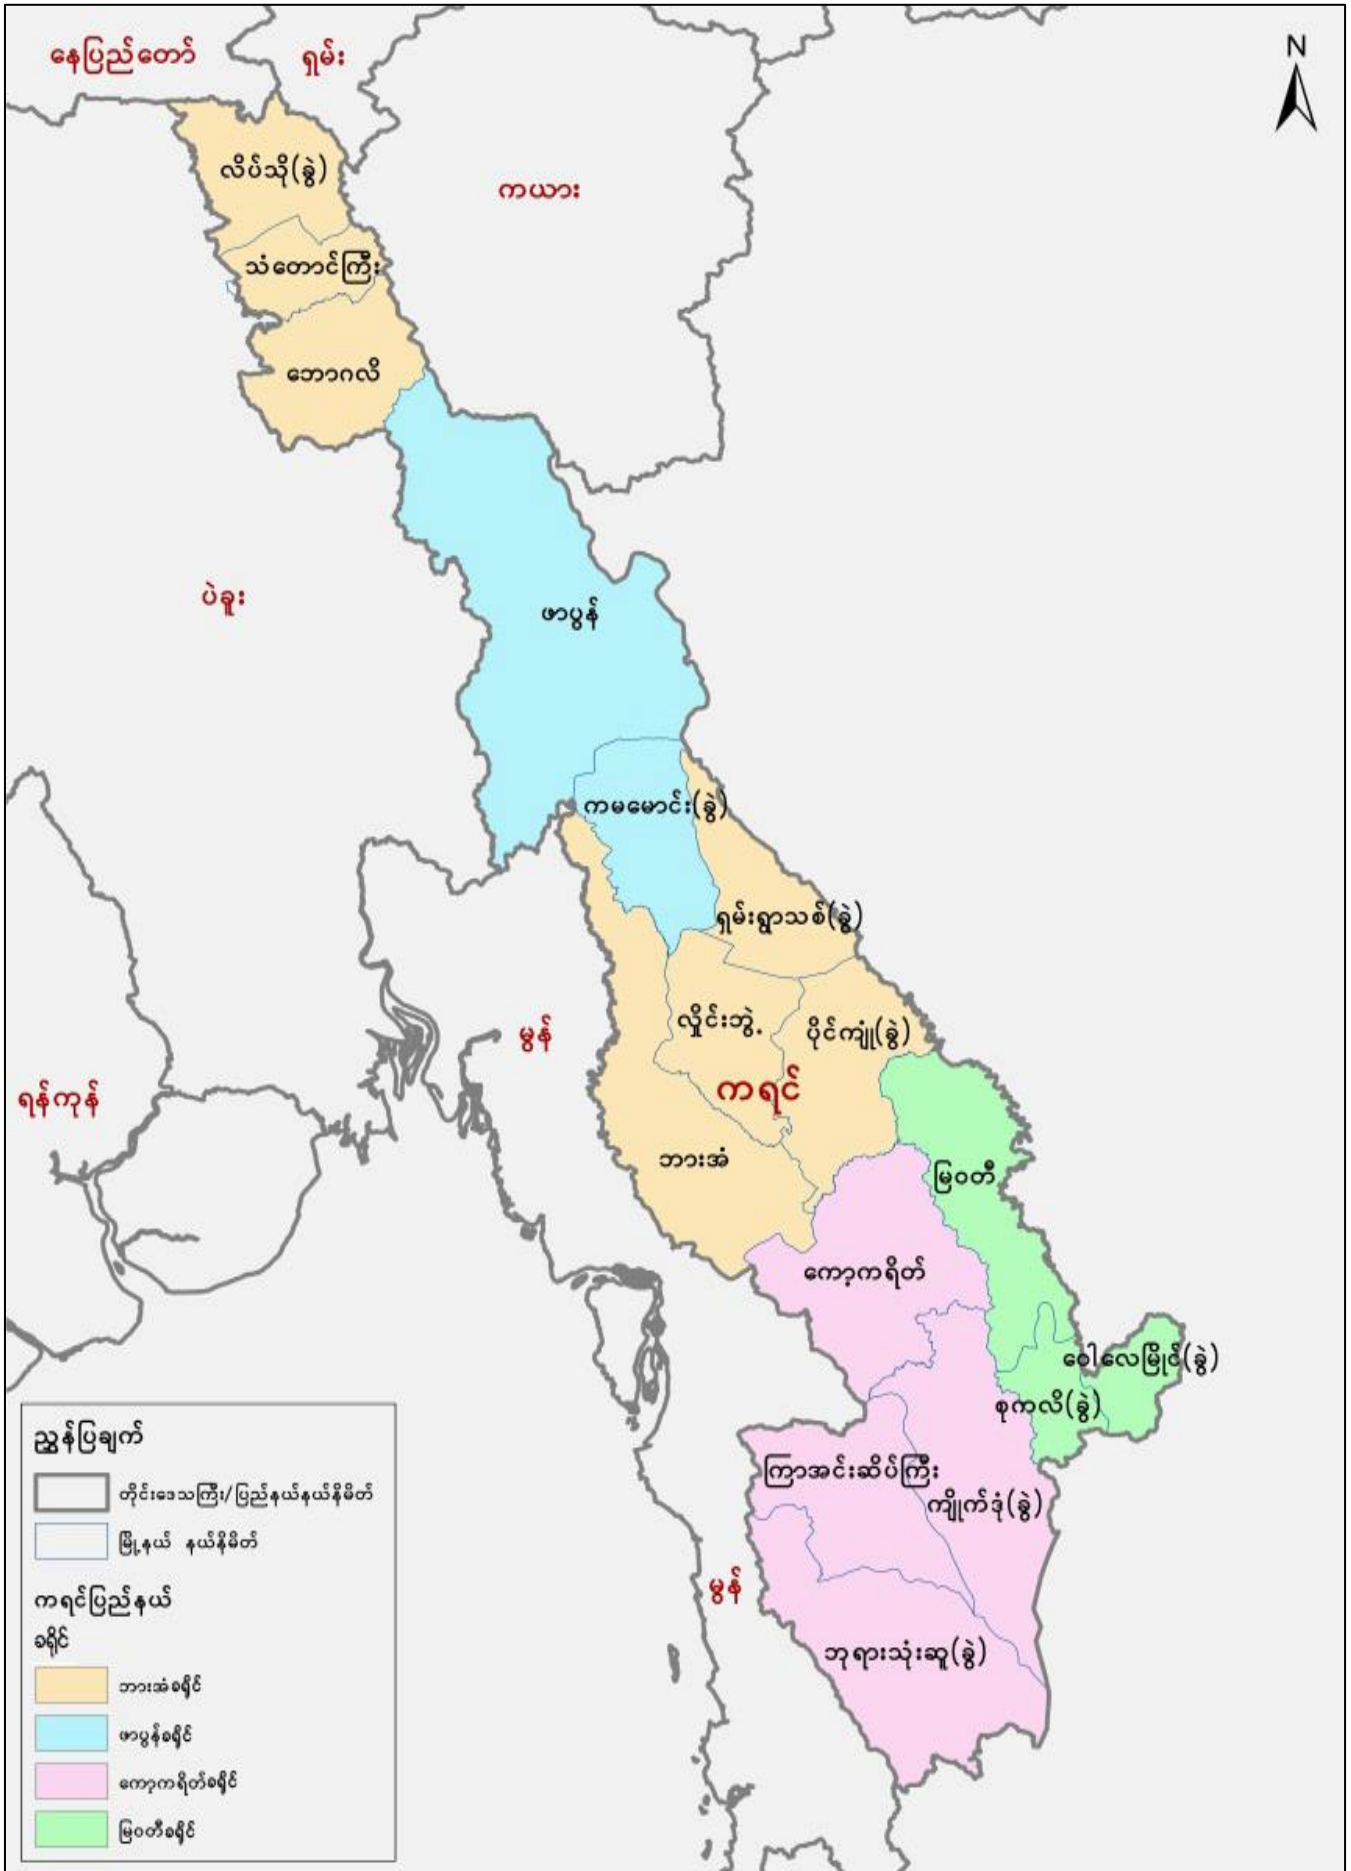 နေပြည်တော်
ရှမ်း
N
လိပ်သို(ခွဲ)
ကယား
သံတောင်ကြီး
ဘောဂလိ
ပဲခူး
ဖာပွန်
ကမမောင်း(ခွဲ)
ရှမ်းရွာသစ်(ခွဲ)
လှိုင်းဘွဲ့
ပိုင်ကျုံ(ခွဲ)
မွန်
ကရင်
ရန်ကုန်
ဘားအံ
မြဝတီ
ကော့ကရိတ်
ဝေါလေမြိုင်(ခွဲ)
စုကလိ(ခွဲ)
ကြာအင်းဆိပ်ကြီး
ကျိုက်ဒုံ(ခွဲ)
မွန်
ဘုရားသုံးဆူ(ခွဲ)
ညွှန်ပြချက်
တိုင်းဒေသကြီး/ပြည်နယ်နယ်နိမိတ်
မြို့နယ် နယ်နိမိတ်
ကရင်ပြည်နယ်
ခရိုင်
ဘားအံခရိုင်
ဖာပွန်ခရိုင်
ကော့ကရိတ်ခရိုင်
မြဝတီခရိုင်